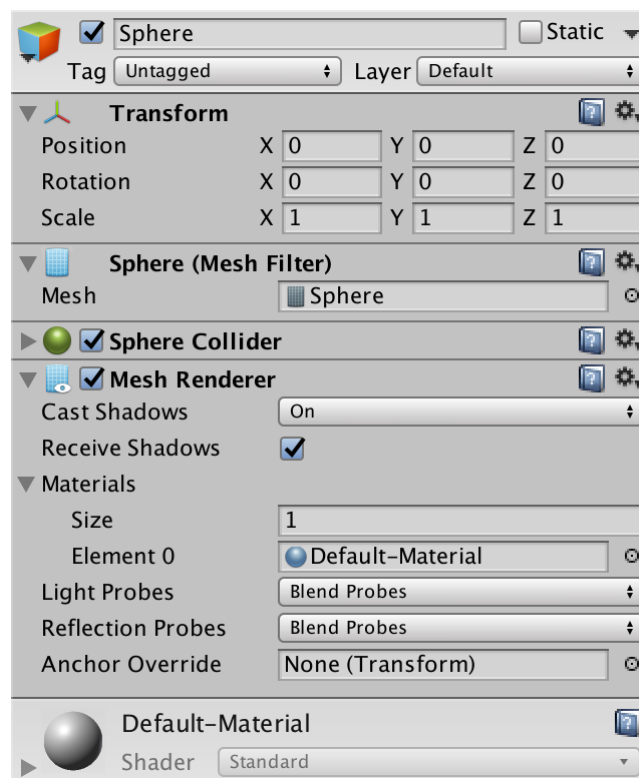 Sphere Static
Tag Untagged Layer Default
Transform
Position X 0 Y 0 Z 0
Rotation X 0 Y 0 Z 0
Scale X 1 Y 1 Z 1
Sphere (Mesh Filter)
Mesh Sphere
Sphere Collider
Mesh Renderer
Cast Shadows On
Receive Shadows
Materials
Size 1
Element 0 Default-Material
Light Probes Blend Probes
Reflection Probes Blend Probes
Anchor Override None (Transform)
Default-Material
Shader Standard